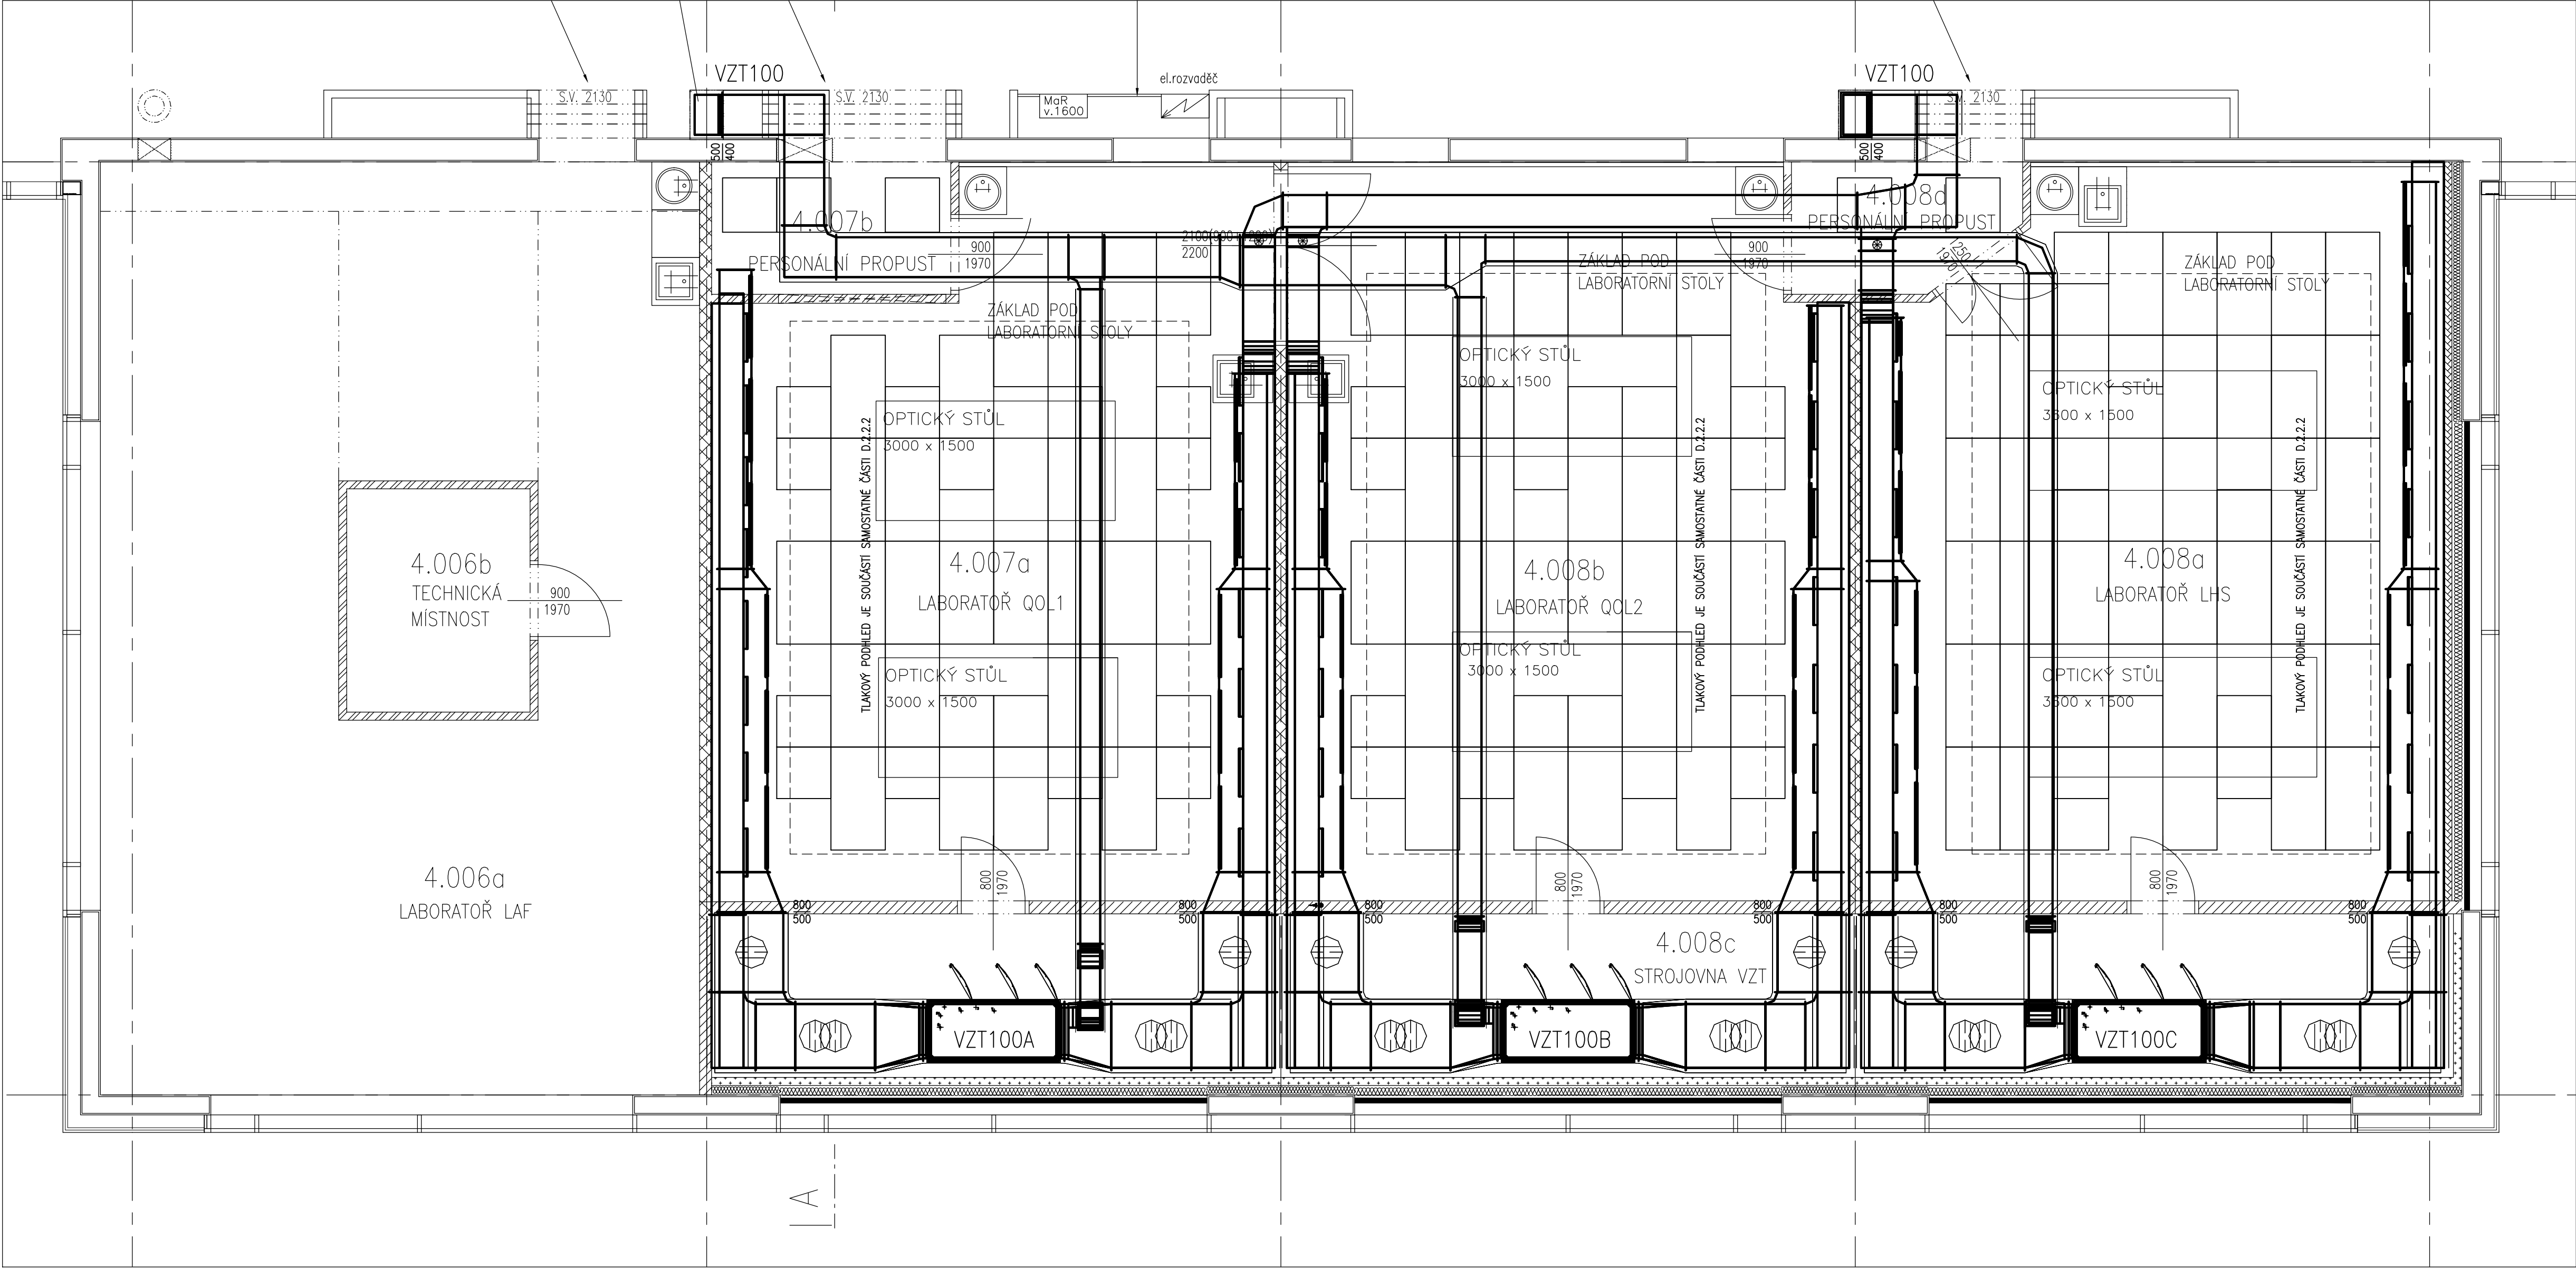 VZT100
VZT100
el.rozvaděč
S.V. 2130
S.V. 2130
MaR
v.1600
S.V. 2130
500
400
500
400
4.007b
PERSONÁLNÍ PROPUST
900
1970
2200
900
1970
4.008d
PERSONÁLNÍ PROPUST
1250
1970
ZÁKLAD POD
LABORATORNÍ STOLY
ZÁKLAD POD
LABORATORNÍ STOLY
ZÁKLAD POD
LABORATORNÍ STOLY
OPTICKÝ STŮL
3000 x 1500
OPTICKÝ STŮL
3000 x 1500
OPTICKÝ STŮL
3600 x 1500
TLAKOVÝ PODHLED JE SOUČÁSTÍ SAMOSTATNÉ ČÁSTI D.2.2.2
TLAKOVÝ PODHLED JE SOUČÁSTÍ SAMOSTATNÉ ČÁSTI D.2.2.2
TLAKOVÝ PODHLED JE SOUČÁSTÍ SAMOSTATNÉ ČÁSTI D.2.2.2
4.006b
TECHNICKÁ
MÍSTNOST
900
1970
4.007a
LABORATOŘ QOL1
4.008b
LABORATOŘ QOL2
4.008a
LABORATOŘ LHS
OPTICKÝ STŮL
3000 x 1500
OPTICKÝ STŮL
3000 x 1500
OPTICKÝ STŮL
3600 x 1500
4.006a
LABORATOŘ LAF
800
1970
800
1970
800
1970
800
500
800
500
800
500
800
500
800
500
800
500
4.008c
STROJOVNA VZT
VZT100A
VZT100B
VZT100C
A